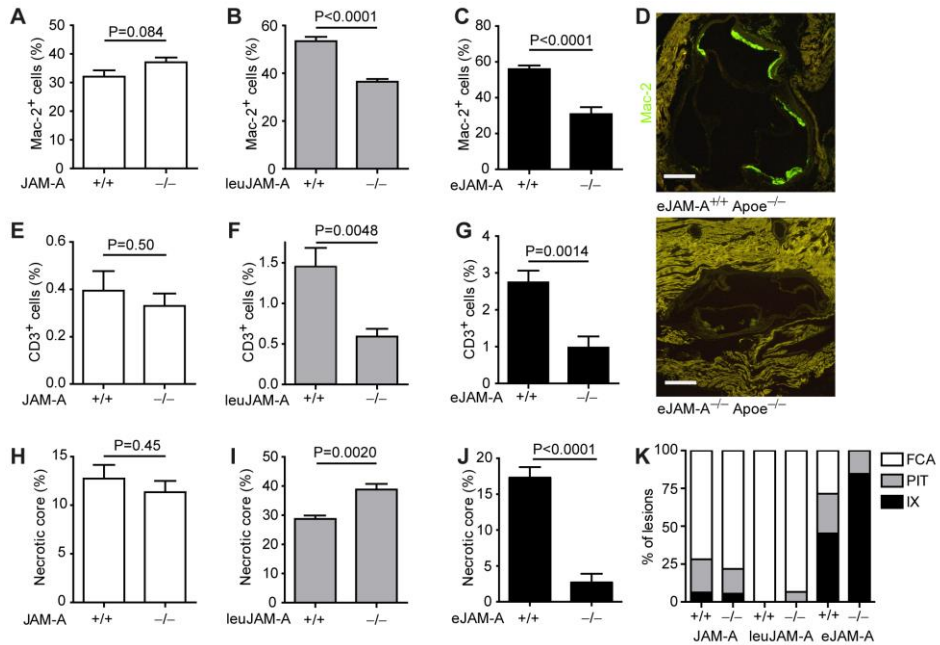 A
P=0.084
Mac-2+ cells (%)
50
40
30
20
10
0
JAM-A +/+ −/−
B
P<0.0001
Mac-2+ cells (%)
60
40
20
0
leuJAM-A +/+ −/−
C
P<0.0001
Mac-2+ cells (%)
80
60
40
20
0
eJAM-A +/+ −/−
D
Mac-2
eJAM-A+/+ Apoe−/−
eJAM-A−/− Apoe−/−
E
P=0.50
CD3+ cells (%)
0.6
0.4
0.2
0.0
JAM-A +/+ −/−
F
P=0.0048
CD3+ cells (%)
1.5
1.0
0.5
0.0
leuJAM-A +/+ −/−
G
P=0.0014
CD3+ cells (%)
4
3
2
1
0
eJAM-A +/+ −/−
H
P=0.45
Necrotic core (%)
15
10
5
0
JAM-A +/+ −/−
I
P=0.0020
Necrotic core (%)
50
40
30
20
10
0
leuJAM-A +/+ −/−
J
P<0.0001
Necrotic core (%)
20
15
10
5
0
eJAM-A +/+ −/−
K
% of lesions
100
75
50
25
0
+/+ −/− +/+ −/− +/+ −/−
JAM-A leuJAM-A eJAM-A
FCA
PIT
IX